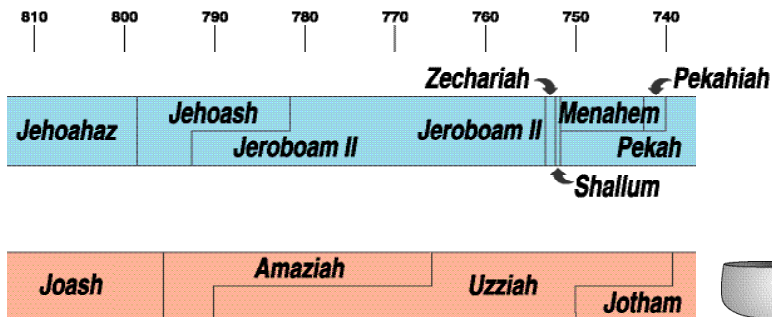 810 800 790 780 770 760 750 740
Zechariah Pekahiah
Jehoahaz Jehoash Jeroboam II Menahem
Jeroboam II Pekah
Shallum
Joash Amaziah Uzziah
Jotham